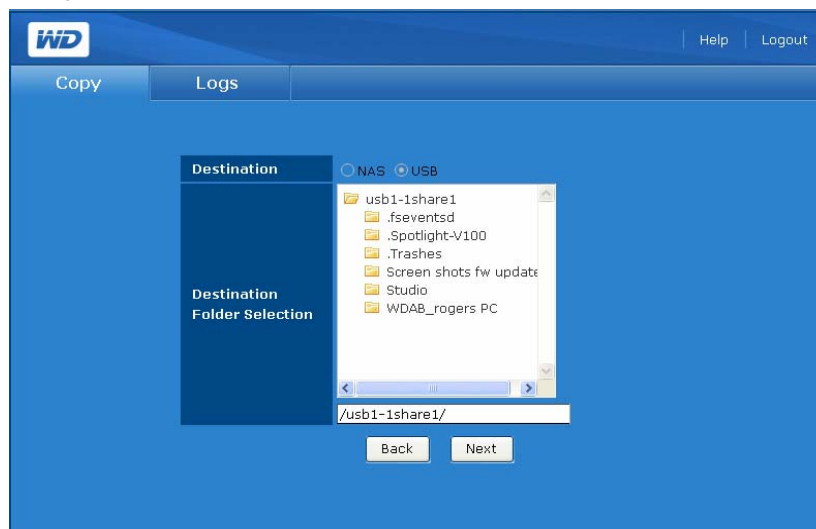 WD
Help Logout
Copy Logs
Destination NAS USB
usb1-1share1
.fseventsd
.Spotlight-V100
.Trashes
Screen shots fw update
Studio
WDAB_rogers PC
Destination
Folder Selection
/usb1-1share1/
Back Next